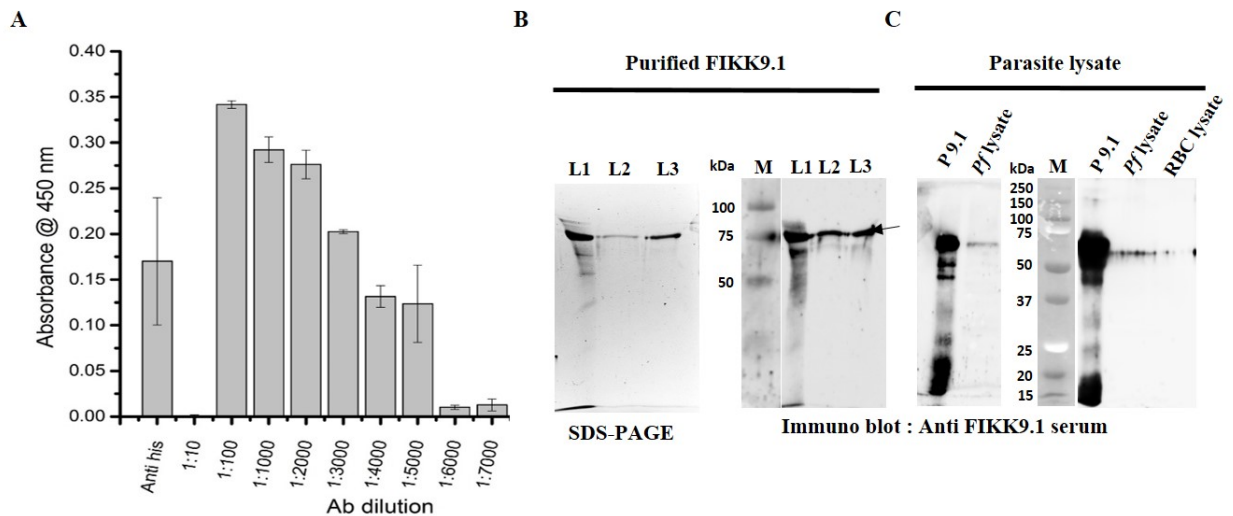 A
0.40
0.35
0.30
0.25
0.20
0.15
0.10
0.05
0.00
Absorbance @ 450 nm
Anti his
1:10
1:100
1:1000
1:2000
1:3000
1:4000
1:5000
1:6000
1:7000
Ab dilution
B
Purified FIKK9.1
L1 L2 L3
SDS-PAGE
kDa M L1 L2 L3
100
75
50
C
Parasite lysate
P 9.1 Pf lysate
kDa M P 9.1 Pf lysate RBC lysate
250
150
100
75
50
37
25
20
15
Immuno blot : Anti FIKK9.1 serum